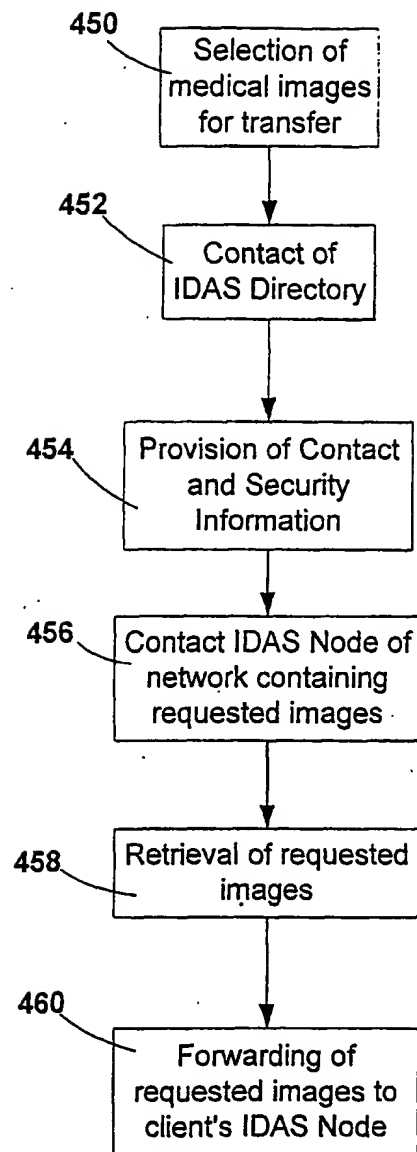 450
Selection of
medical images
for transfer
452
Contact of
IDAS Directory
454
Provision of Contact
and Security
Information
456
Contact IDAS Node of
network containing
requested images
458
Retrieval of requested
images
460
Forwarding of
requested images to
client's IDAS Node